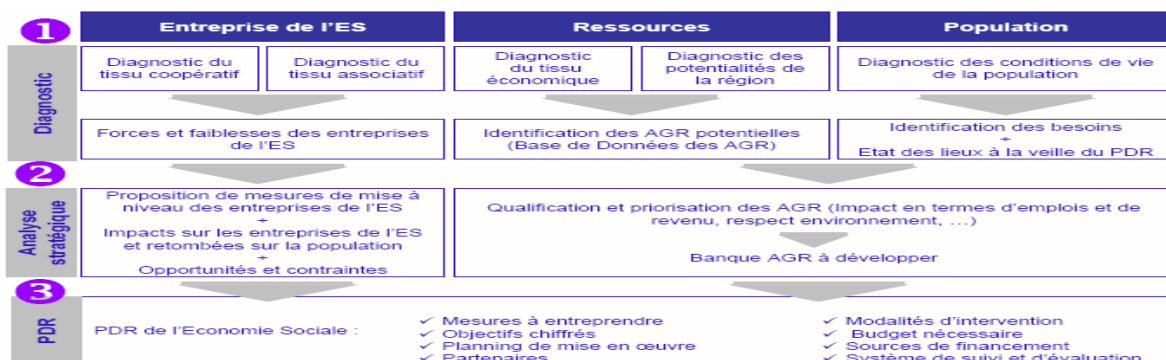 1
Entreprise de l'ES
Ressources
Population
Diagnostic
Diagnostic du
tissu coopératif
Diagnostic du
tissu associatif
Diagnostic
du tissu
économique
Diagnostic des
potentialités de
la région
Diagnostic des conditions de vie
de la population
Forces et faiblesses des entreprises
de l'ES
Identification des AGR potentielles
(Base de Données des AGR)
Identification des besoins
+
Etat des lieux à la veille du PDR
2
Analyse
stratégique
Proposition de mesures de mise à
niveau des entreprises de l'ES
+
Impacts sur les entreprises de l'ES
et retombées sur la population
+
Opportunités et contraintes
Qualification et priorisation des AGR (Impact en termes d'emplois et de
revenu, respect environnement, ...)
Banque AGR à développer
3
PDR
PDR de l'Economie Sociale :
✓ Mesures à entreprendre
✓ Objectifs chiffrés
✓ Planning de mise en œuvre
✓ Partenaires
✓ Modalités d'intervention
✓ Budget nécessaire
✓ Sources de financement
✓ Système de suivi et d'évaluation